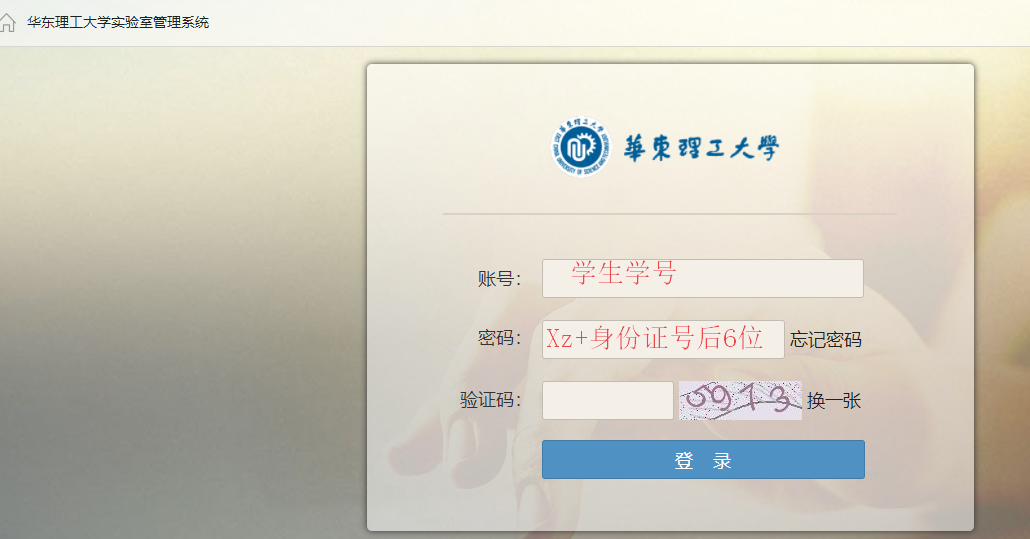 华东理工大学实验室管理系统
華東理工大學
账号：
学生学号
密码：
Xz+身份证号后6位
忘记密码
验证码：
换一张
登 录